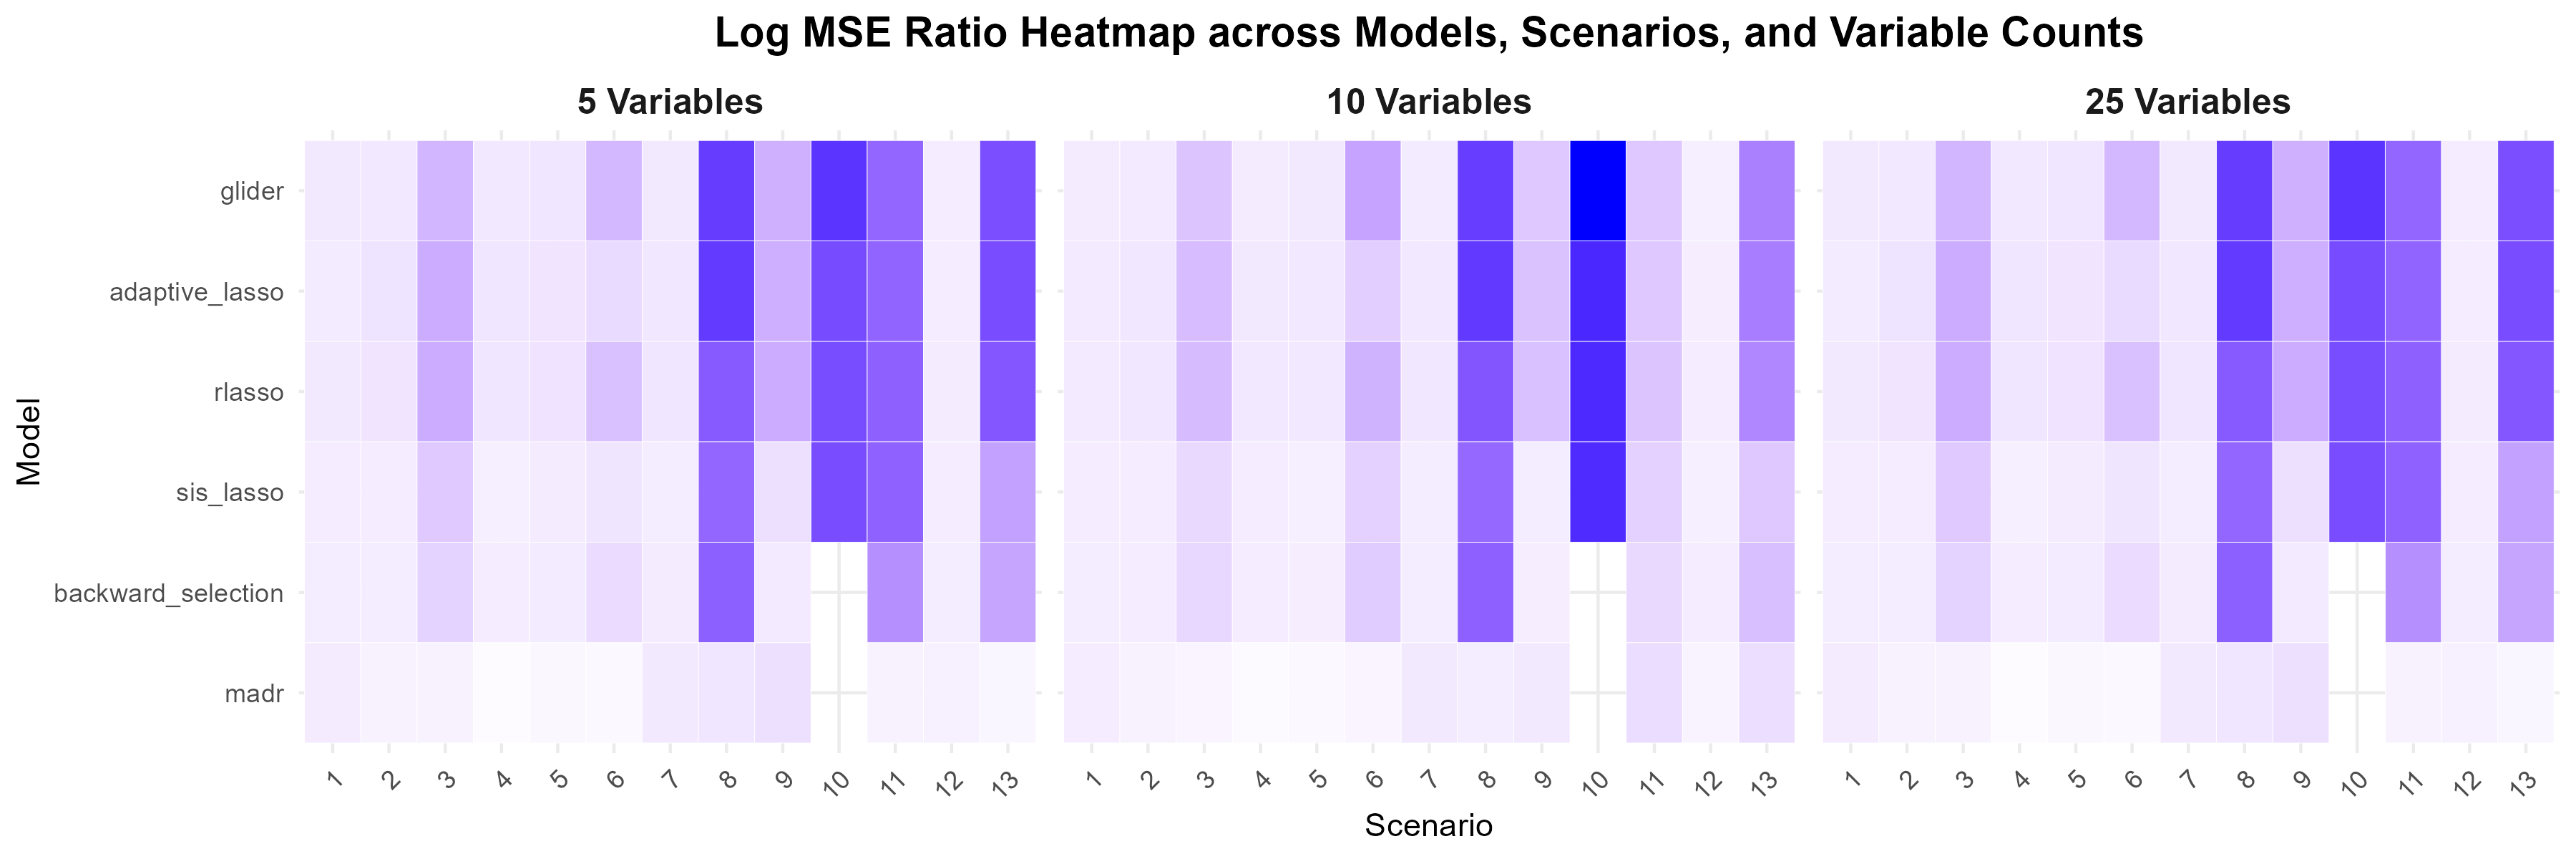 Log MSE Ratio Heatmap across Models, Scenarios, and Variable Counts
5 Variables
10 Variables
25 Variables
Model
glider
adaptive_lasso
rlasso
sis_lasso
backward_selection
madr
1 2 3 4 5 6 7 8 9 10 11 12 13
1 2 3 4 5 6 7 8 9 10 11 12 13
1 2 3 4 5 6 7 8 9 10 11 12 13
Scenario